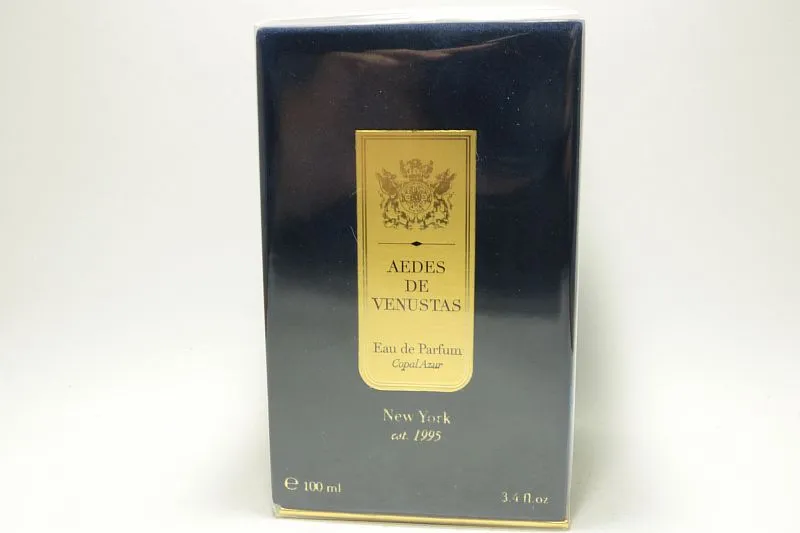 AEDES
DE
VENUSTAS
Eau de Parfum
Copal Azur
New York
est. 1995
℮ 100 ml
3.4 fl.oz